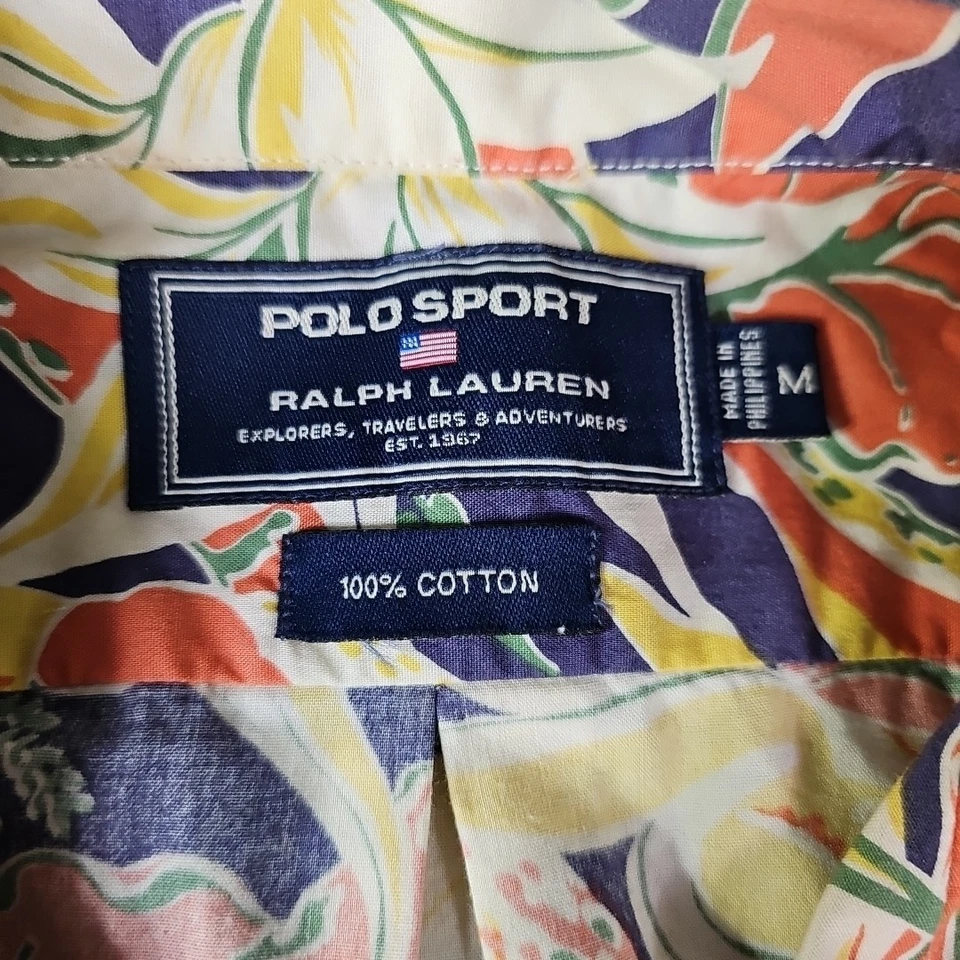 POLO SPORT
RALPH LAUREN
EXPLORERS, TRAVELERS & ADVENTURERS
EST. 1967
MADE IN
PHILIPPINES
M
100% COTTON